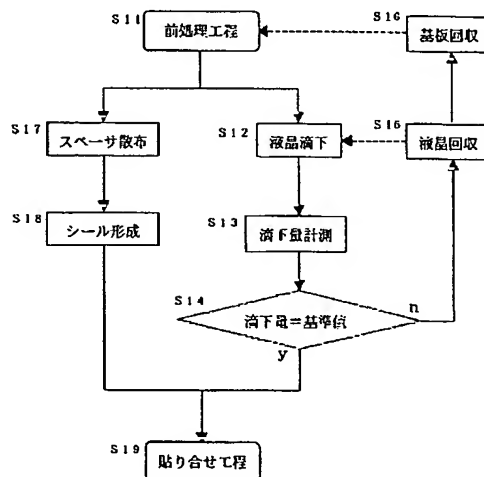 S11
前処理工程
S16
基板回収
S17
スペーサ散布
S12
液晶滴下
S16
液晶回収
S18
シール形成
S13
滴下量計測
S14
滴下量=基準値
n
y
S19
貼り合せ工程